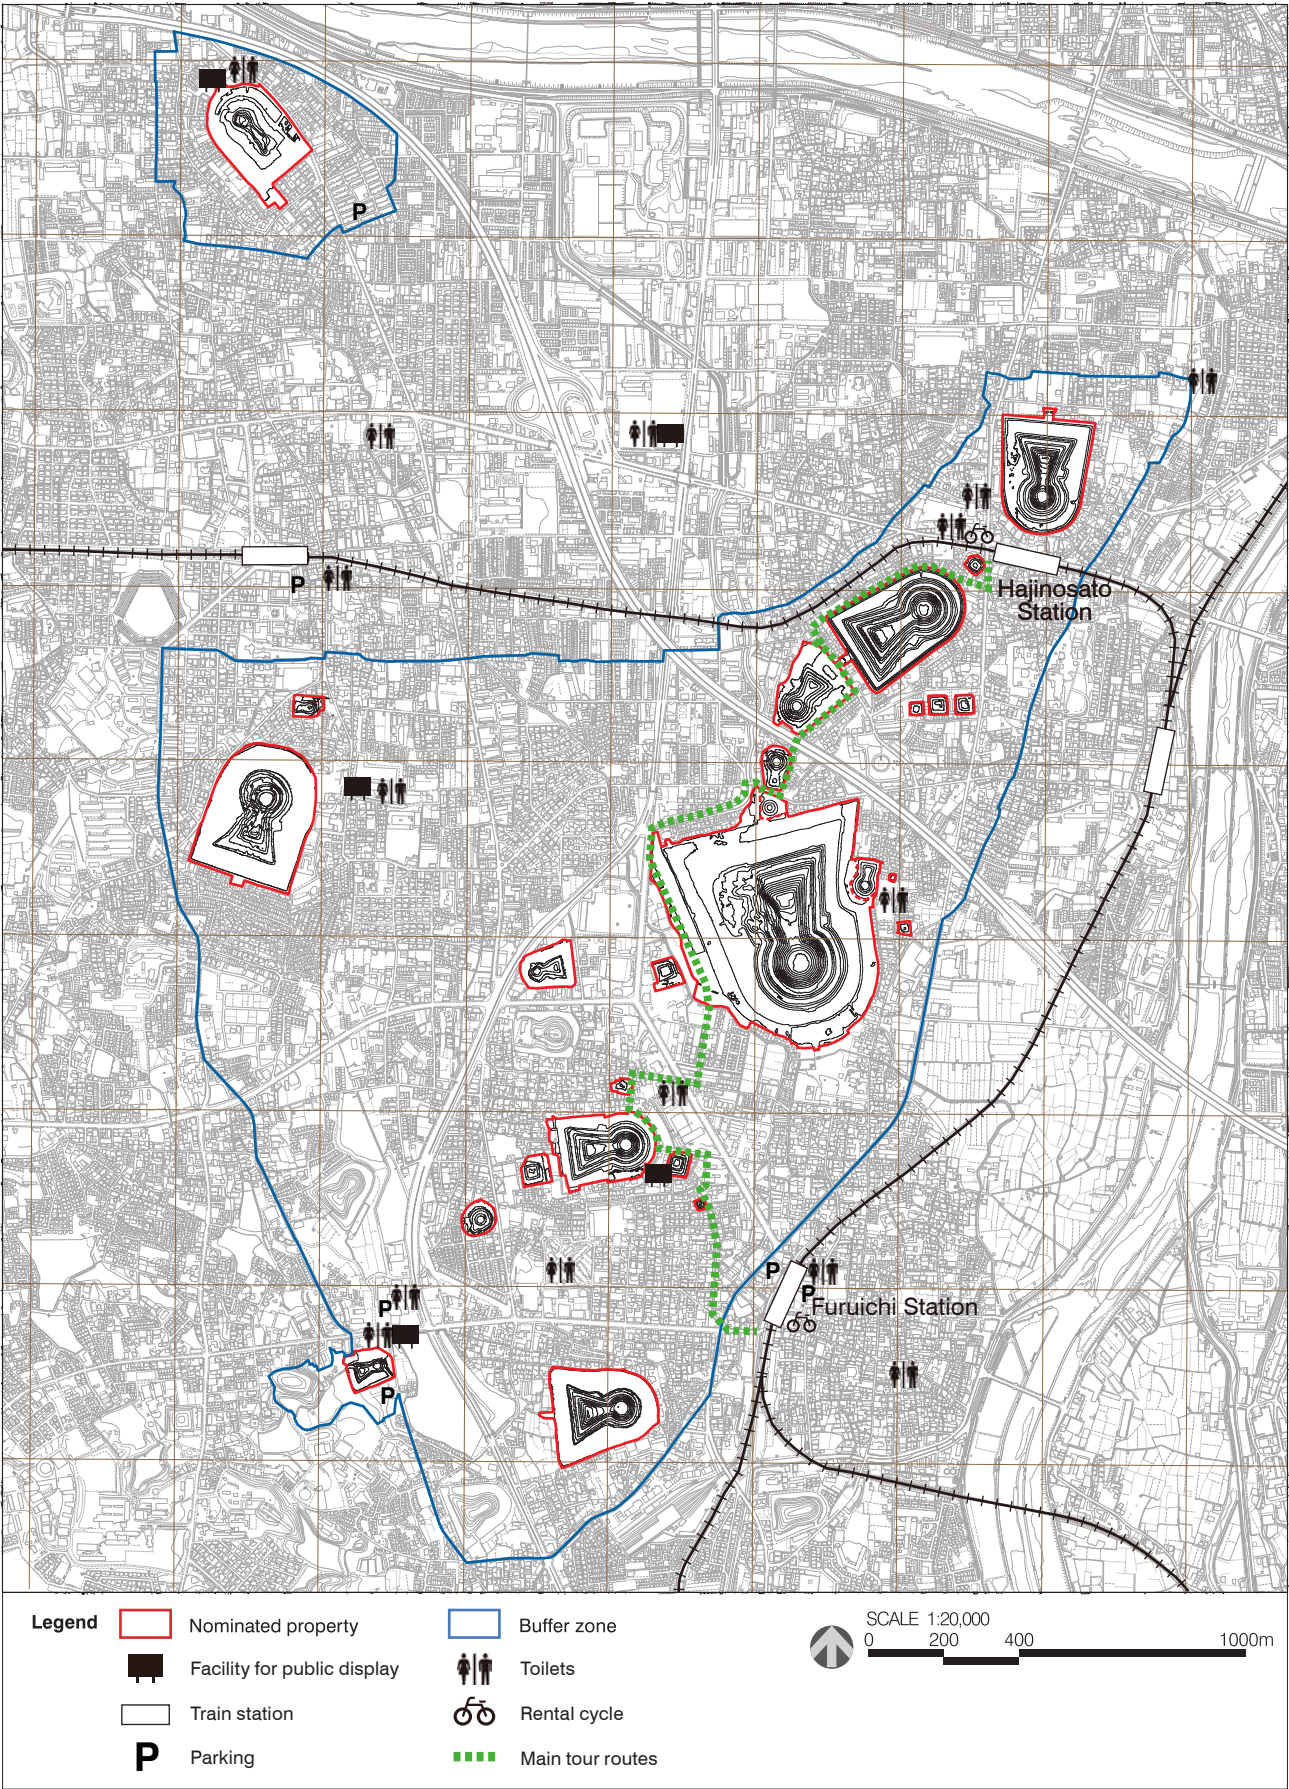 P
P
Hajinosato
Station
P
P
P
Furuichi Station
P
P
Legend
Nominated property
Buffer zone
Facility for public display
Toilets
Train station
Rental cycle
P
Parking
Main tour routes
SCALE 1:20,000
0
200
400
1000m